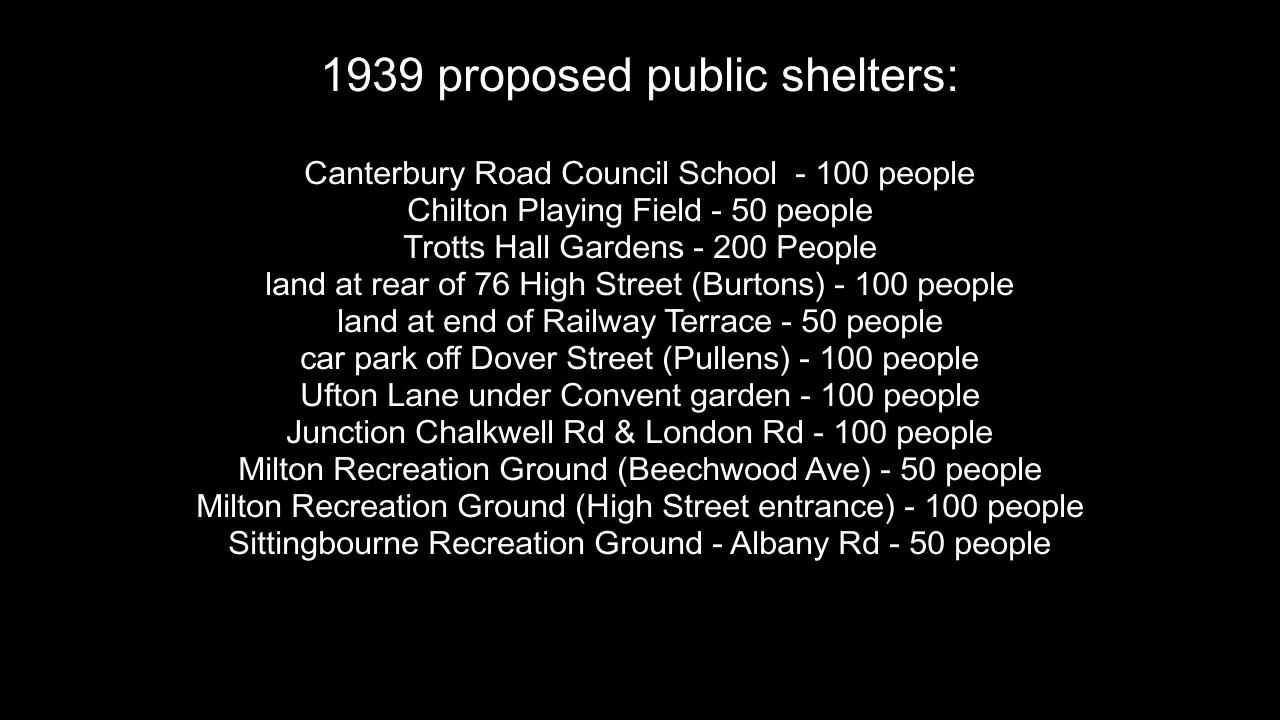 1939 proposed public shelters:
Canterbury Road Council School  - 100 people
Chilton Playing Field - 50 people
Trotts Hall Gardens - 200 People
land at rear of 76 High Street (Burtons) - 100 people
land at end of Railway Terrace - 50 people
car park off Dover Street (Pullens) - 100 people
Ufton Lane under Convent garden - 100 people
Junction Chalkwell Rd & London Rd - 100 people
Milton Recreation Ground (Beechwood Ave) - 50 people
Milton Recreation Ground (High Street entrance) - 100 people
Sittingbourne Recreation Ground - Albany Rd - 50 people